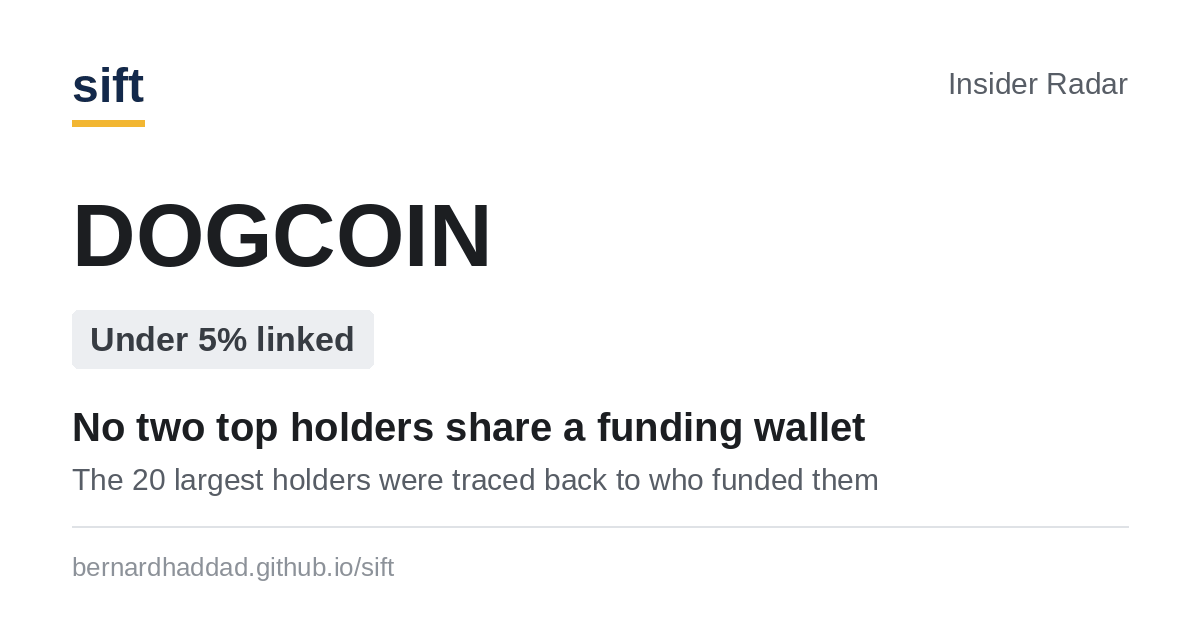 sift
Insider Radar
DOGCOIN
Under 5% linked
No two top holders share a funding wallet
The 20 largest holders were traced back to who funded them
bernardhaddad.github.io/sift